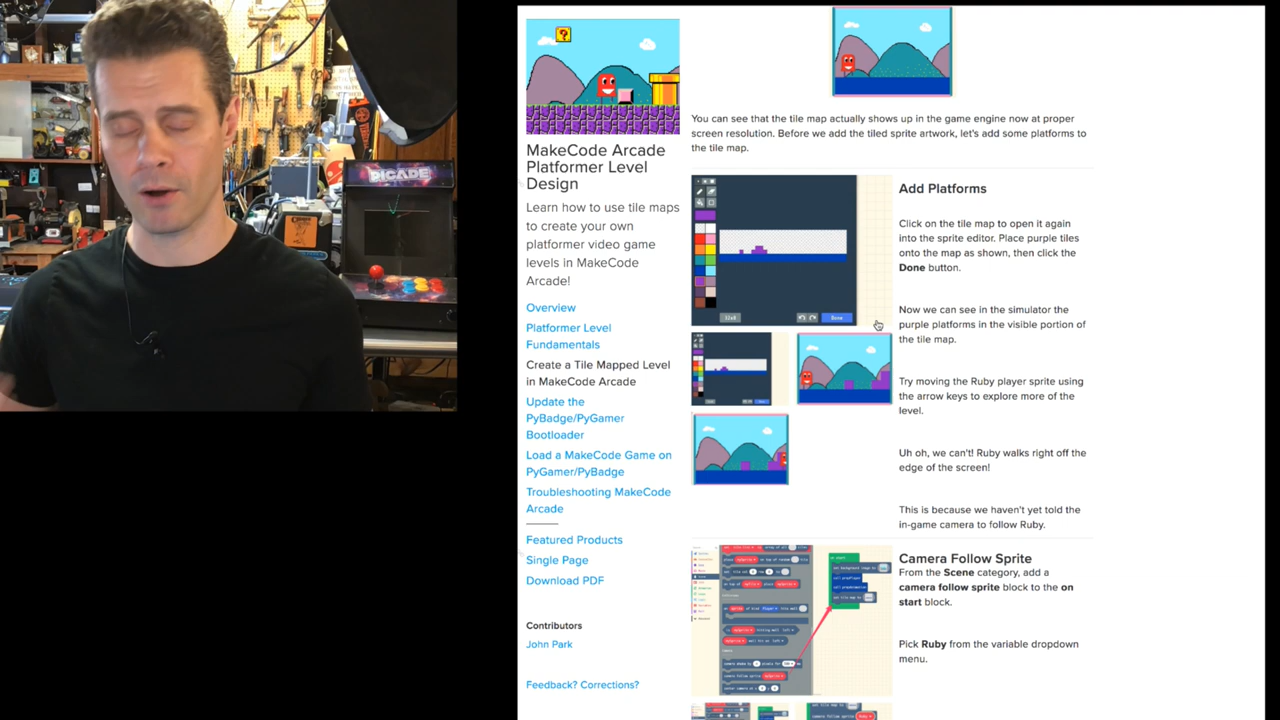 PICADE
?
MakeCode Arcade
Platformer Level
Design
Learn how to use tile maps
to create your own
platformer video game
levels in MakeCode
Arcade!
Overview
Platformer Level
Fundamentals
Create a Tile Mapped Level
in MakeCode Arcade
Update the
PyBadge/PyGamer
Bootloader
Load a MakeCode Game on
PyGamer/PyBadge
Troubleshooting MakeCode
Arcade
Featured Products
Single Page
Download PDF
Contributors
John Park
Feedback? Corrections?
You can see that the tile map actually shows up in the game engine now at proper
screen resolution. Before we add the tiled sprite artwork, let's add some platforms to
the tile map.
Done
Add Platforms
Click on the tile map to open it again
into the sprite editor. Place purple tiles
onto the map as shown, then click the
Done button.
Now we can see in the simulator the
purple platforms in the visible portion of
the tile map.
Try moving the Ruby player sprite using
the arrow keys to explore more of the
level.
Uh oh, we can't! Ruby walks right off the
edge of the screen!
This is because we haven't yet told the
in-game camera to follow Ruby.
Camera Follow Sprite
From the Scene category, add a
camera follow sprite block to the on
start block.
Pick Ruby from the variable dropdown
menu.